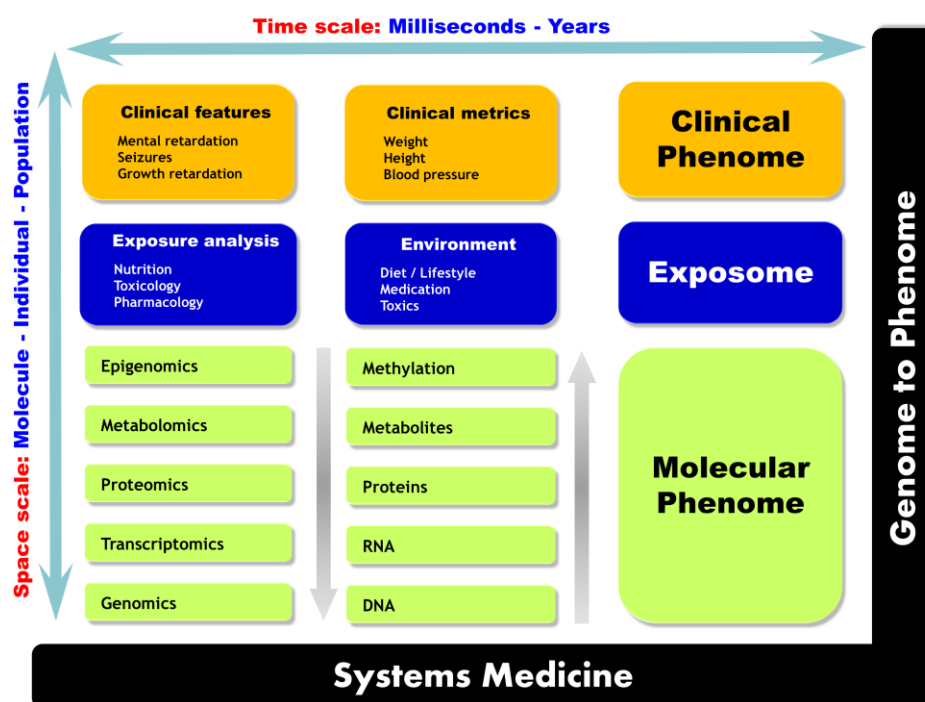 Time scale: Milliseconds - Years
Space scale: Molecule - Individual - Population
Clinical features
Mental retardation
Seizures
Growth retardation
Clinical metrics
Weight
Height
Blood pressure
Clinical
Phenome
Exposure analysis
Nutrition
Toxicology
Pharmacology
Environment
Diet / Lifestyle
Medication
Toxics
Exposome
Epigenomics
Methylation
Metabolomics
Metabolites
Proteomics
Proteins
Transcriptomics
RNA
Genomics
DNA
Molecular
Phenome
Genome to Phenome
Systems Medicine